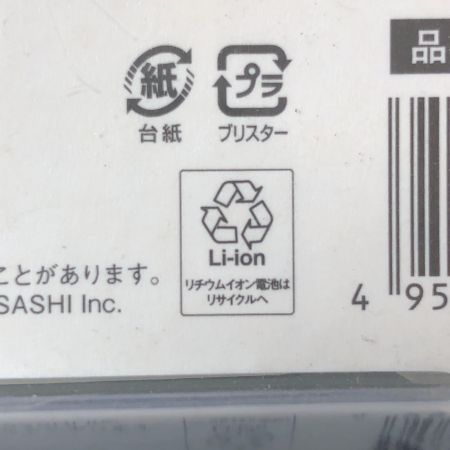 紙
プラ
品
台紙
ブリスター
Li-ion
リチウムイオン電池は
リサイクルへ
ことがあります。
SASHI Inc.
4 95